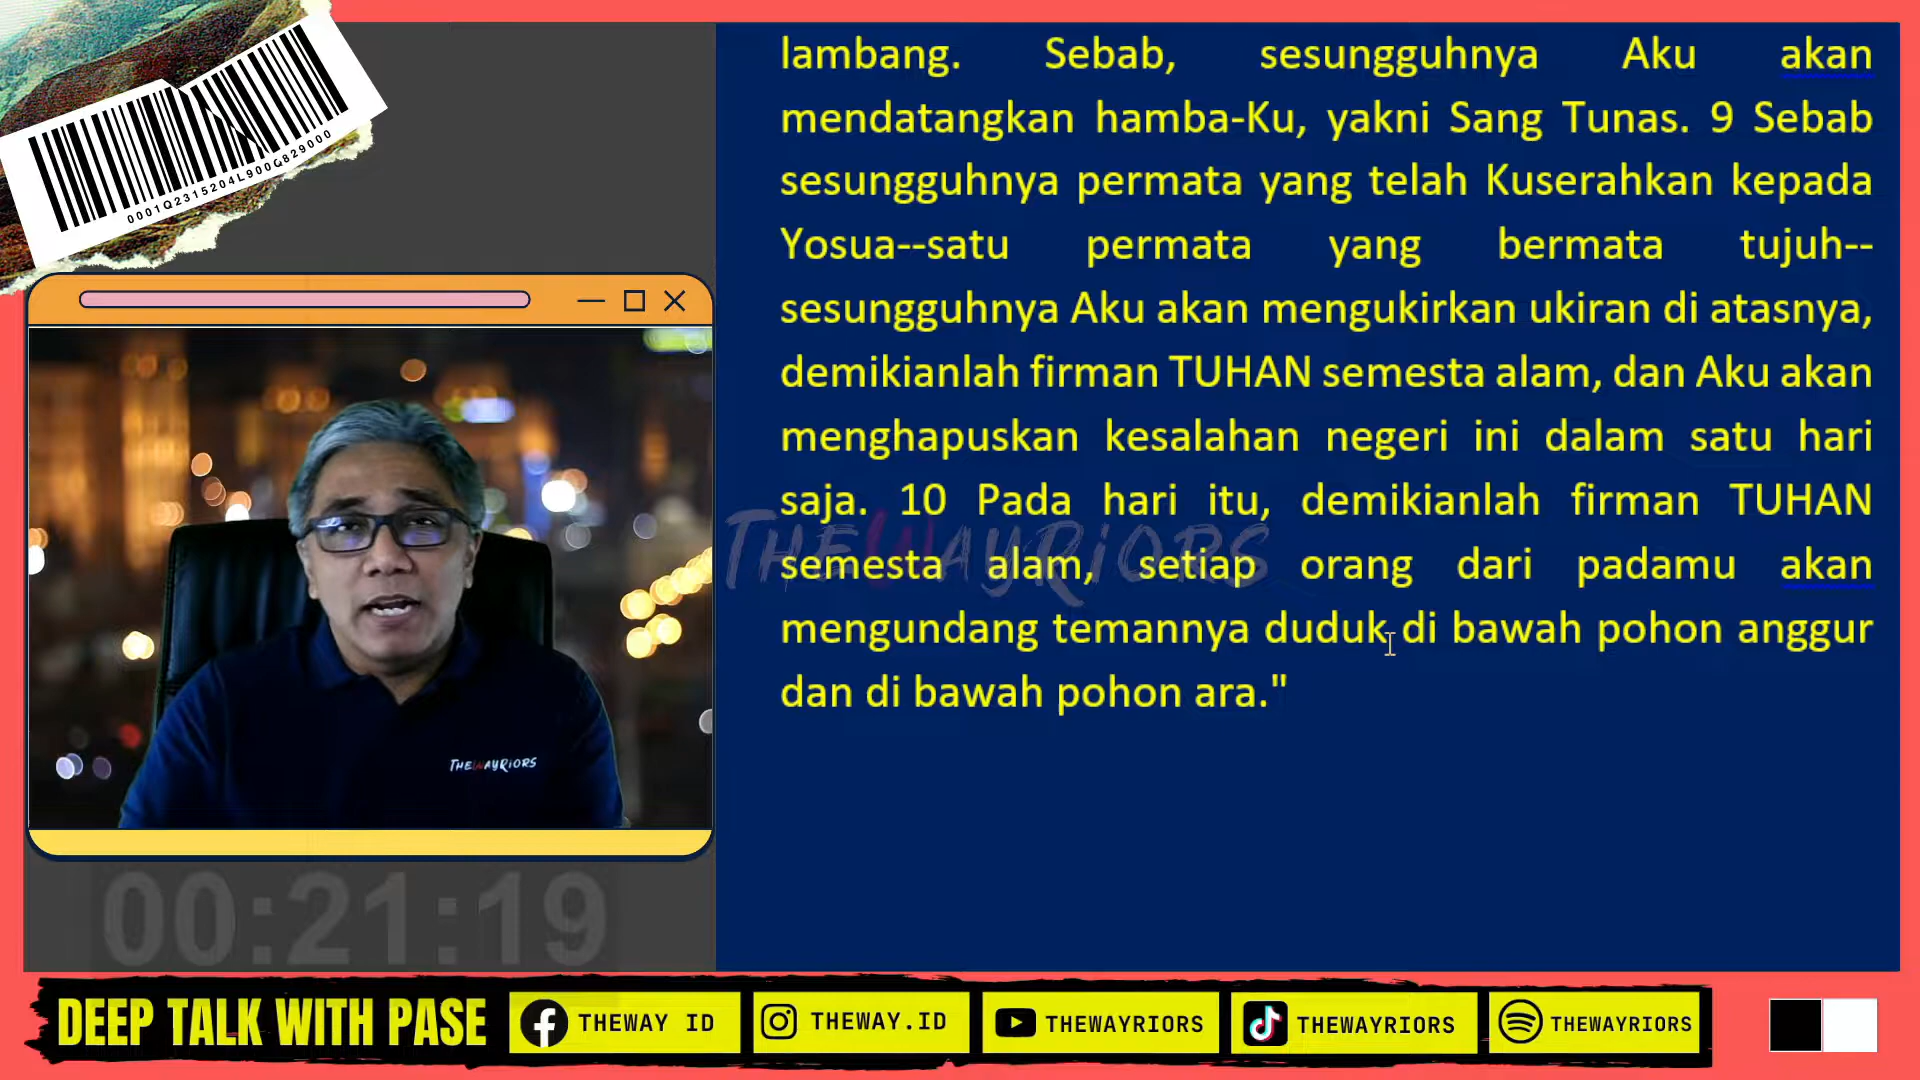 0001Q2315204L900C82900
lambang. Sebab, sesungguhnya Aku akan
mendatangkan hamba-Ku, yakni Sang Tunas. 9 Sebab
sesungguhnya permata yang telah Kuserahkan kepada
Yosua--satu permata yang bermata tujuh--
sesungguhnya Aku akan mengukirkan ukiran di atasnya,
demikianlah firman TUHAN semesta alam, dan Aku akan
menghapuskan kesalahan negeri ini dalam satu hari
saja. 10 Pada hari itu, demikianlah firman TUHAN
semesta alam, setiap orang dari padamu akan
mengundang temannya duduk di bawah pohon anggur
dan di bawah pohon ara."
THEWAYRIORS
THEWAYRIORS
00:21:19
DEEP TALK WITH PASE
THEWAY ID
THEWAY.ID
THEWAYRIORS
THEWAYRIORS
THEWAYRIORS